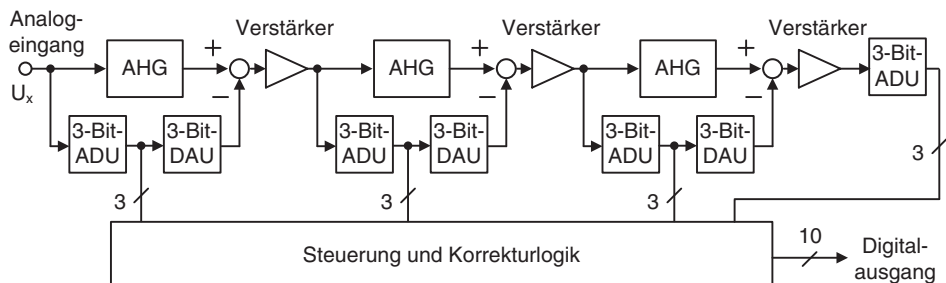 Analog-
eingang
Uₓ
AHG
+
−
Verstärker
3-Bit-
ADU
3-Bit-
DAU
3
AHG
+
−
Verstärker
3-Bit-
ADU
3-Bit-
DAU
3
AHG
+
−
Verstärker
3-Bit-
ADU
3-Bit-
DAU
3
3-Bit-
ADU
3
Steuerung und Korrekturlogik
10
Digital-
ausgang